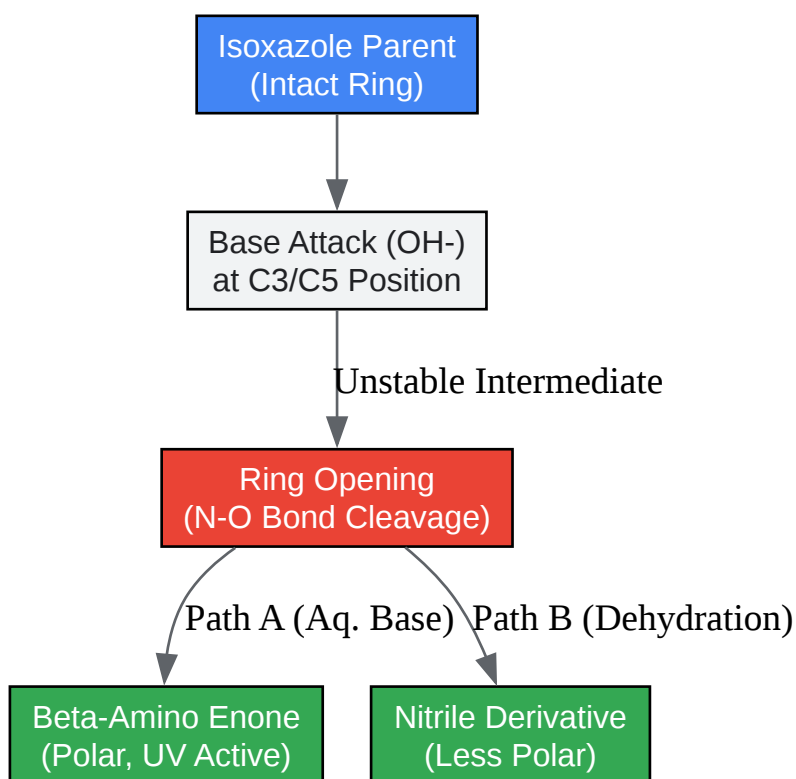 Isoxazole Parent
(Intact Ring)
Base Attack (OH-)
at C3/C5 Position
Unstable Intermediate
Ring Opening
(N-O Bond Cleavage)
Path A (Aq. Base)
Path B (Dehydration)
Beta-Amino Enone
(Polar, UV Active)
Nitrile Derivative
(Less Polar)